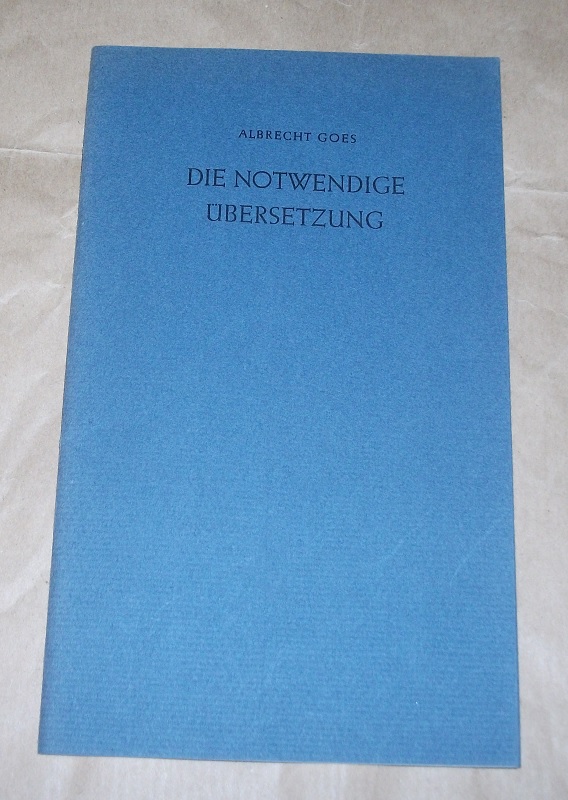 ALBRECHT GOES
DIE NOTWENDIGE
ÜBERSETZUNG